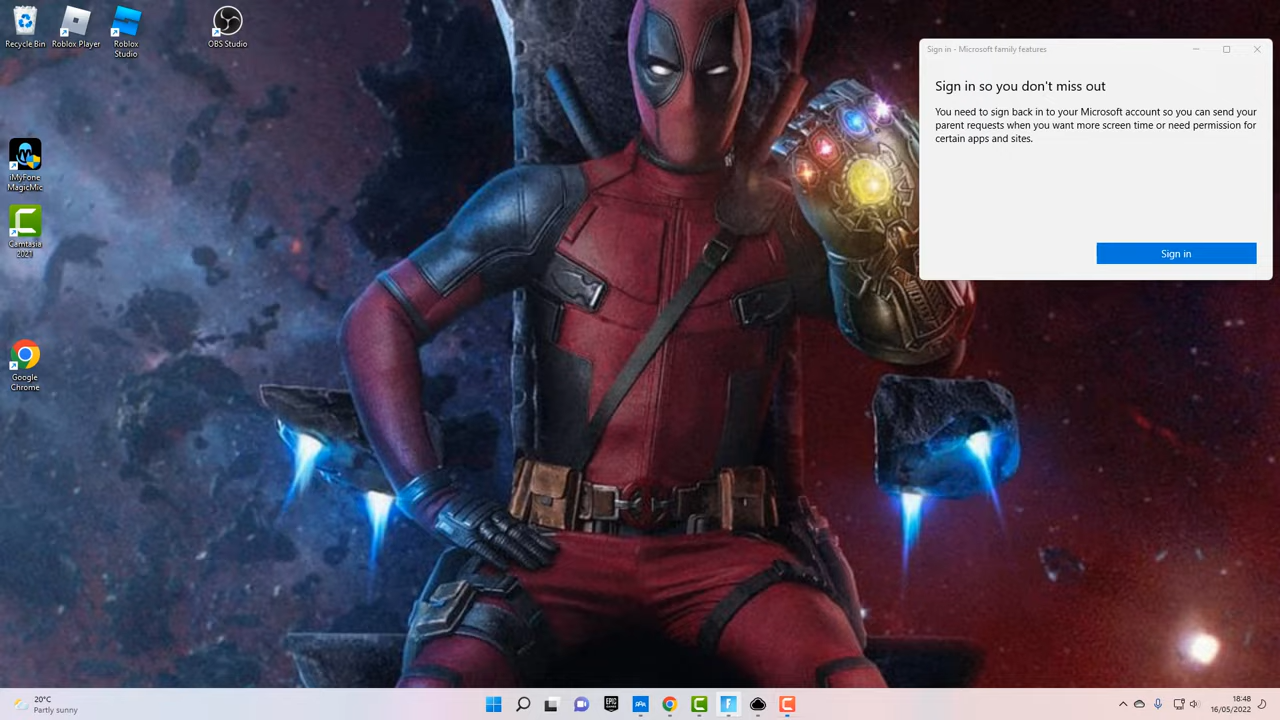 Recycle Bin
Roblox Player
Roblox
Studio
OBS Studio
iMyFone
MagicMic
Camtasia
2021
Google
Chrome
Sign in - Microsoft family features
Sign in so you don't miss out
You need to sign back in to your Microsoft account so you can send your
parent requests when you want more screen time or need permission for
certain apps and sites.
Sign in
20°C
Partly sunny
EPIC
18:48
16/05/2022